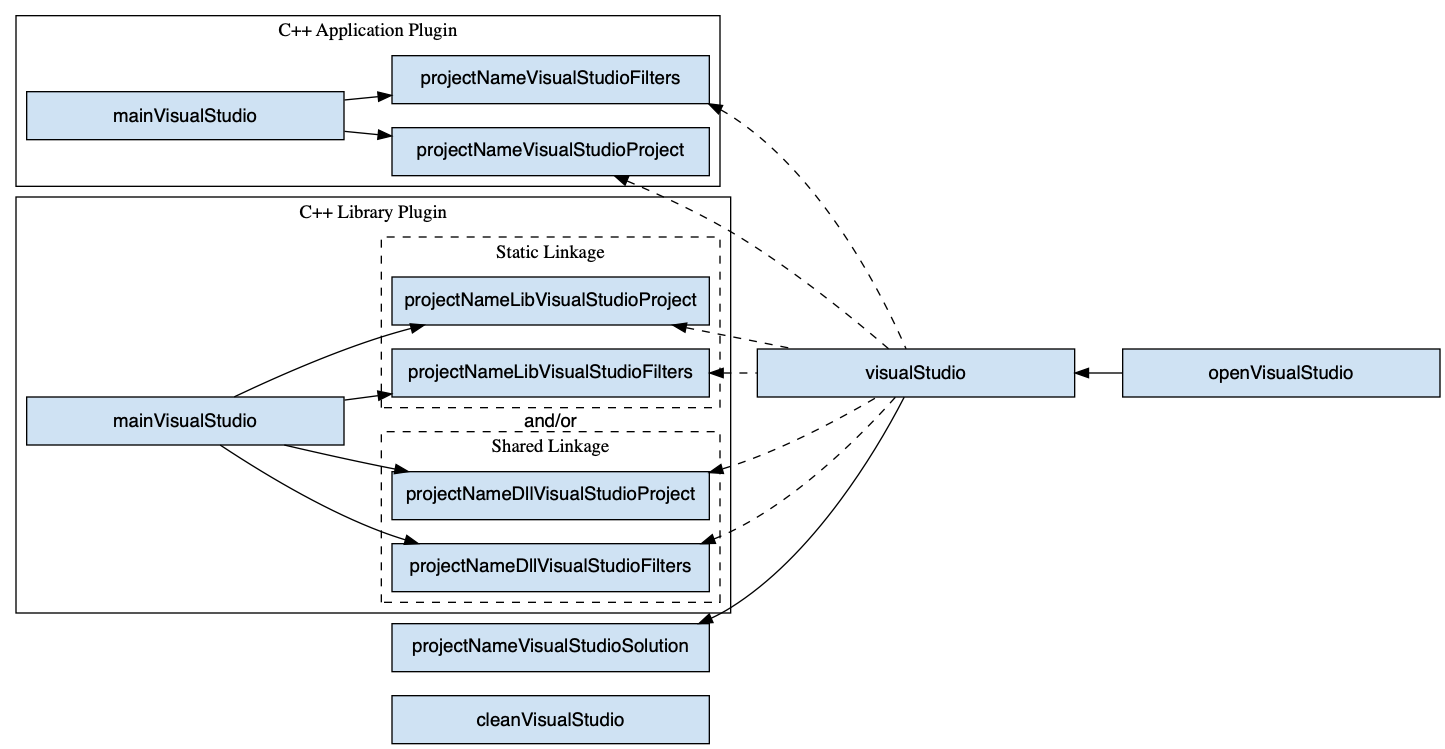 C++ Application Plugin
projectNameVisualStudioFilters
mainVisualStudio
projectNameVisualStudioProject
C++ Library Plugin
Static Linkage
projectNameLibVisualStudioProject
projectNameLibVisualStudioFilters
visualStudio
openVisualStudio
mainVisualStudio
and/or
Shared Linkage
projectNameDllVisualStudioProject
projectNameDllVisualStudioFilters
projectNameVisualStudioSolution
cleanVisualStudio